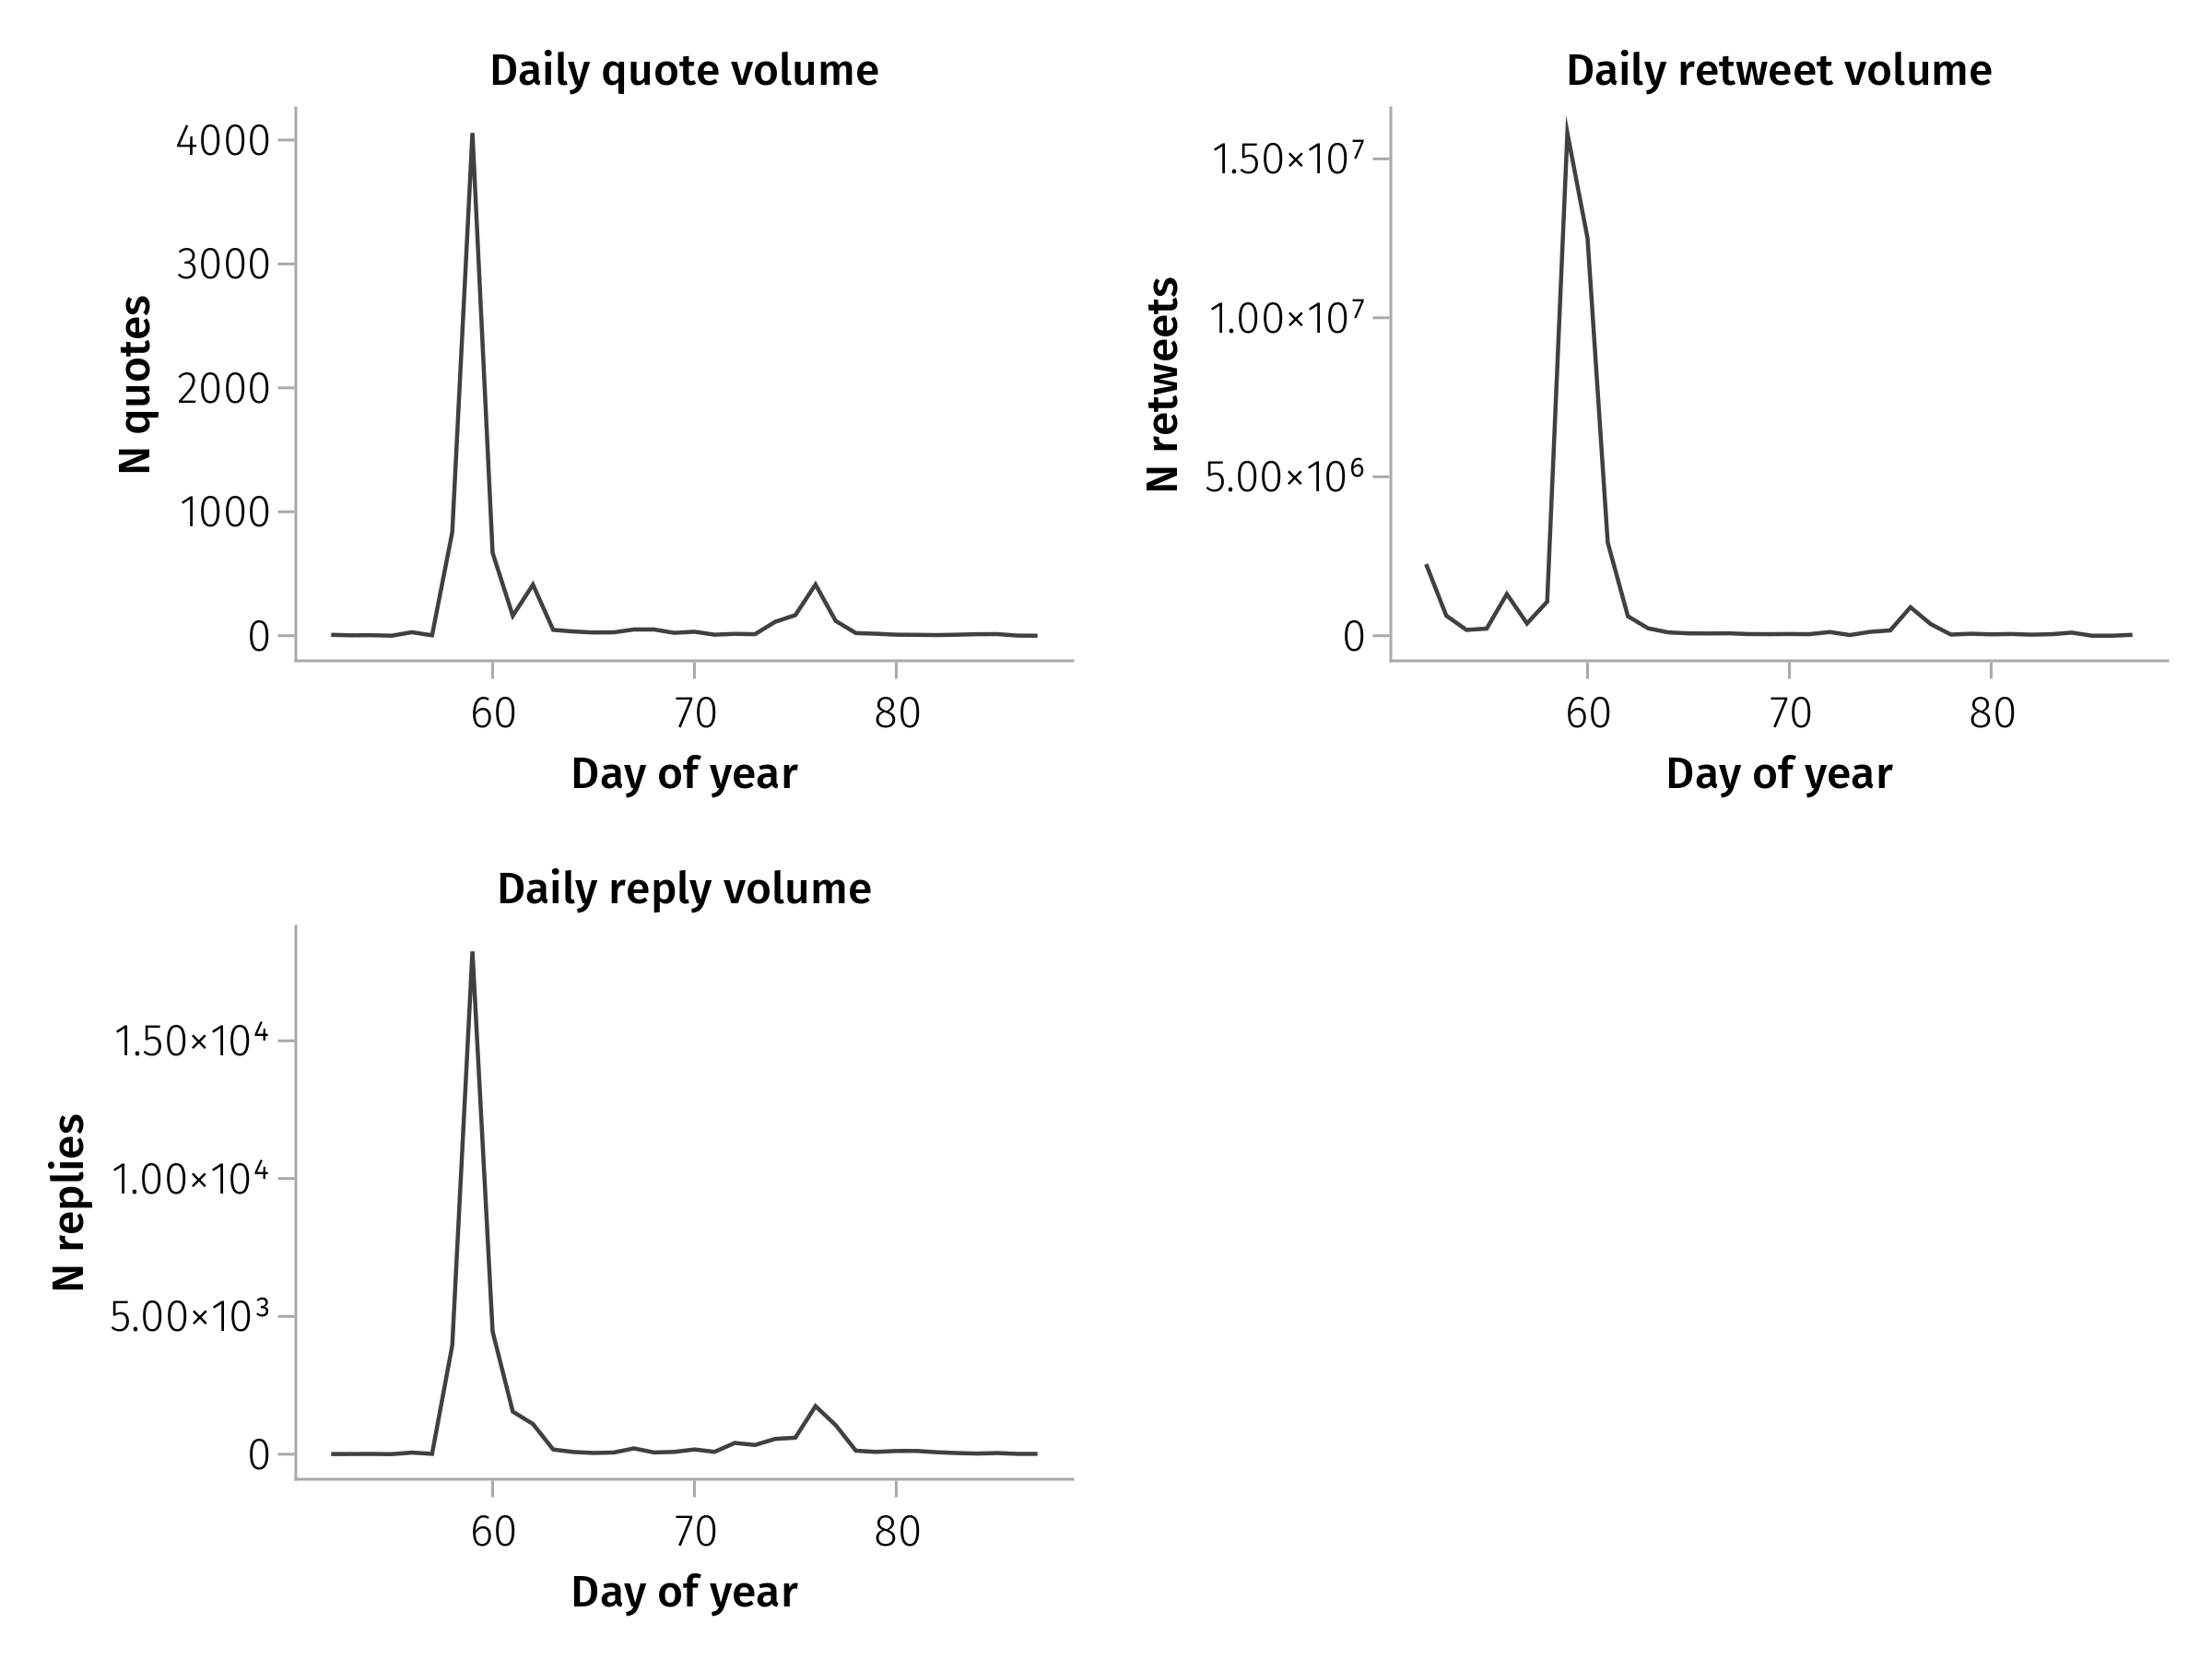 Daily quote volume
4000
3000
2000
1000
0
N quotes
60 70 80
Day of year
Daily retweet volume
1.50×10⁷
1.00×10⁷
5.00×10⁶
0
N retweets
60 70 80
Day of year
Daily reply volume
1.50×10⁴
1.00×10⁴
5.00×10³
0
N replies
60 70 80
Day of year